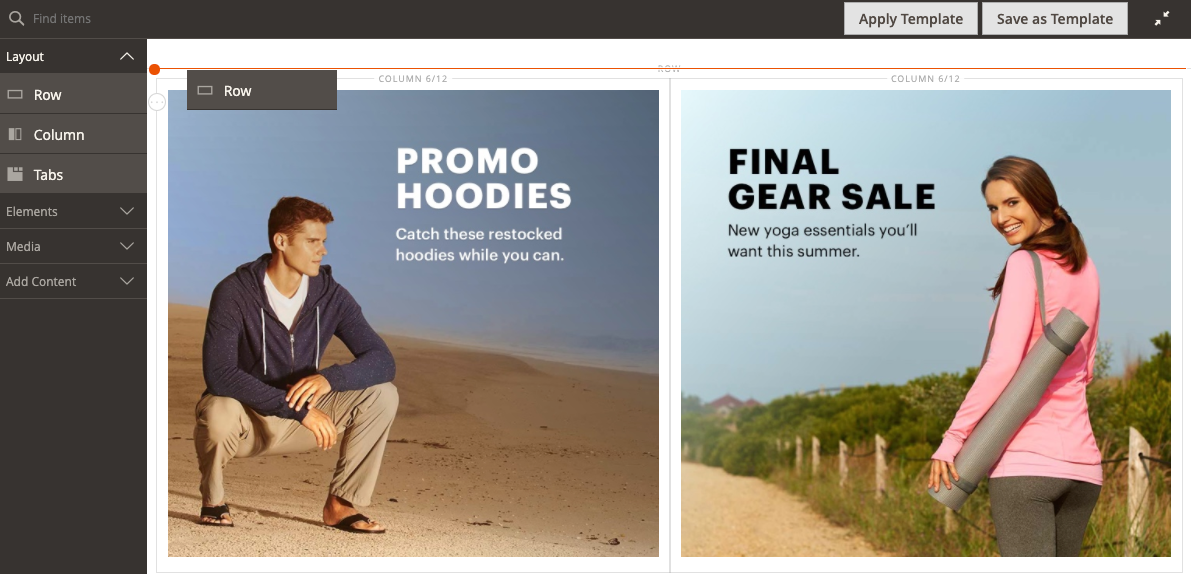 Find items
Apply Template
Save as Template
Layout
Row
Column
Tabs
Elements
Media
Add Content
ROW
Row
COLUMN 6/12
COLUMN 6/12
PROMO
HOODIES
Catch these restocked
hoodies while you can.
FINAL
GEAR SALE
New yoga essentials you'll
want this summer.